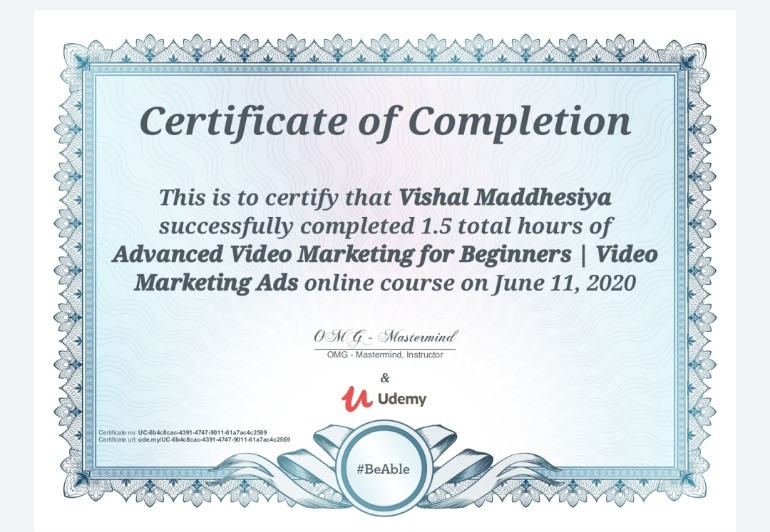 Certificate of Completion
This is to certify that Vishal Maddhesiya
successfully completed 1.5 total hours of
Advanced Video Marketing for Beginners | Video
Marketing Ads online course on June 11, 2020
OMG - Mastermind
OMG - Mastermind, Instructor
&
Udemy
Certificate no: UC-6b4c8cac-4391-4747-9011-61a7ac4c2569
Certificate url: ude.my/UC-6b4c8cac-4391-4747-9011-61a7ac4c2569
#BeAble